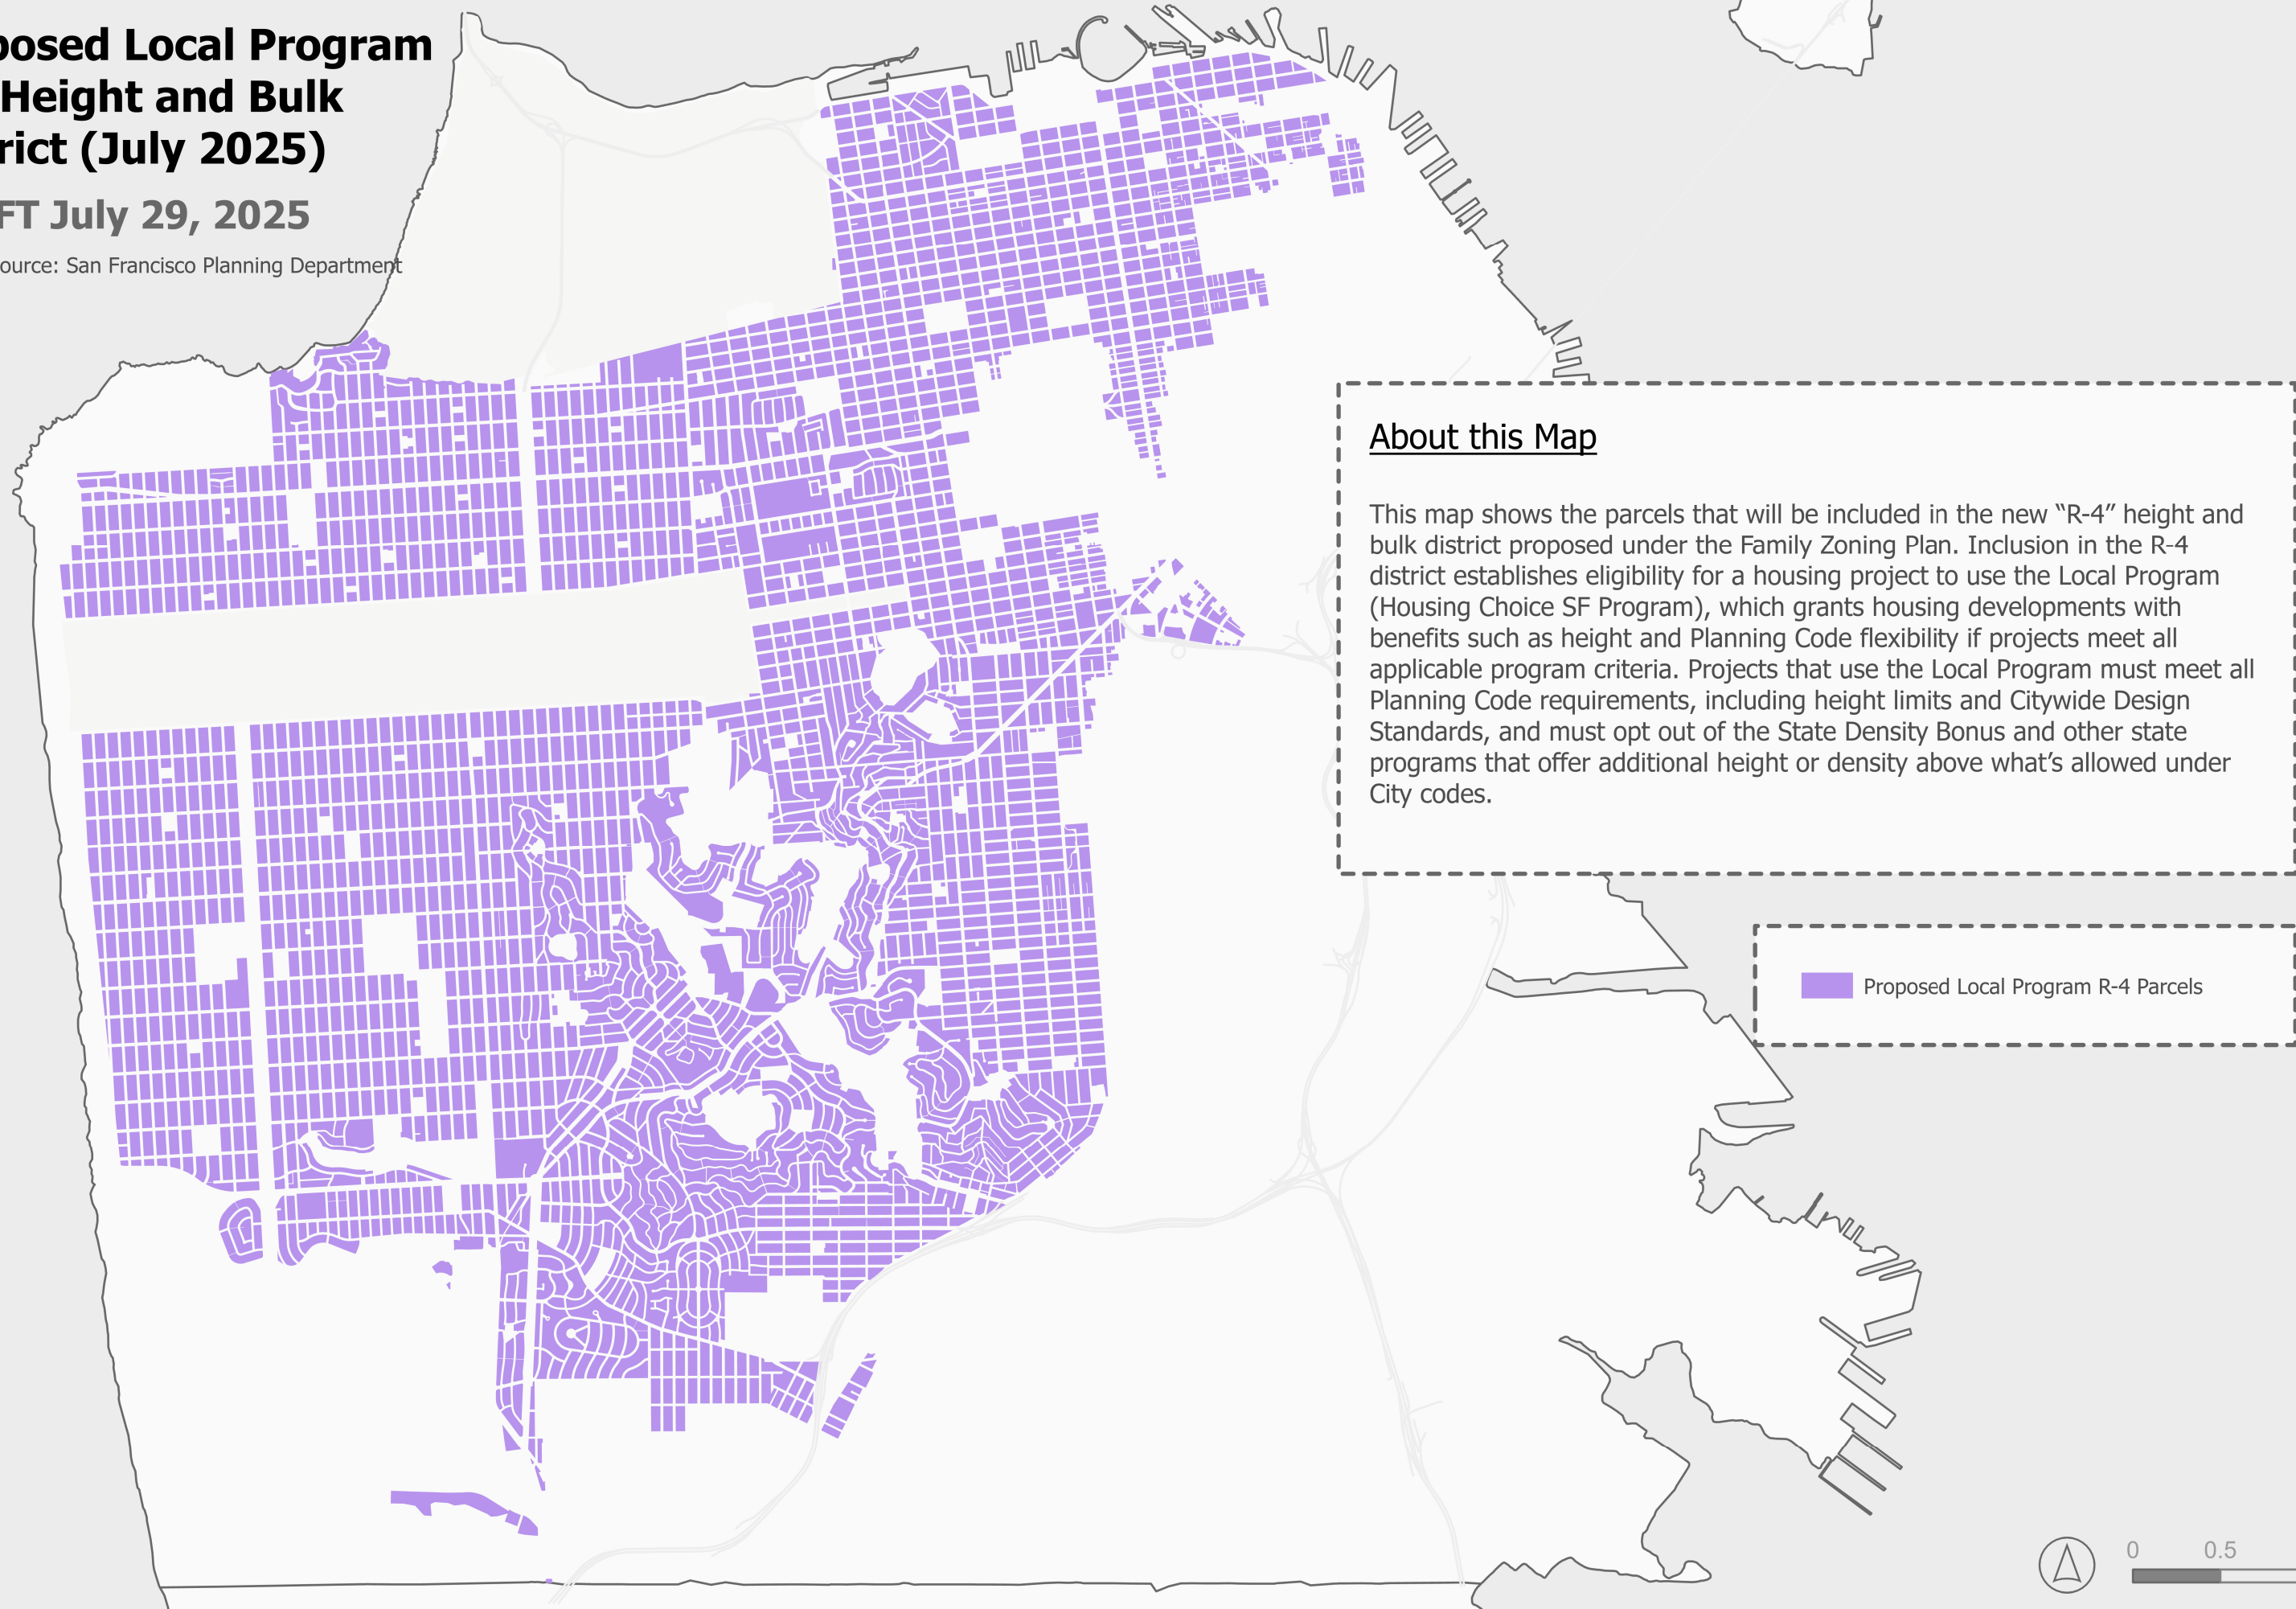 posed Local Program
Height and Bulk
rict (July 2025)
FT July 29, 2025
ource: San Francisco Planning Department
About this Map
This map shows the parcels that will be included in the new “R-4” height and
bulk district proposed under the Family Zoning Plan. Inclusion in the R-4
district establishes eligibility for a housing project to use the Local Program
(Housing Choice SF Program), which grants housing developments with
benefits such as height and Planning Code flexibility if projects meet all
applicable program criteria. Projects that use the Local Program must meet all
Planning Code requirements, including height limits and Citywide Design
Standards, and must opt out of the State Density Bonus and other state
programs that offer additional height or density above what’s allowed under
City codes.
Proposed Local Program R-4 Parcels
0 0.5